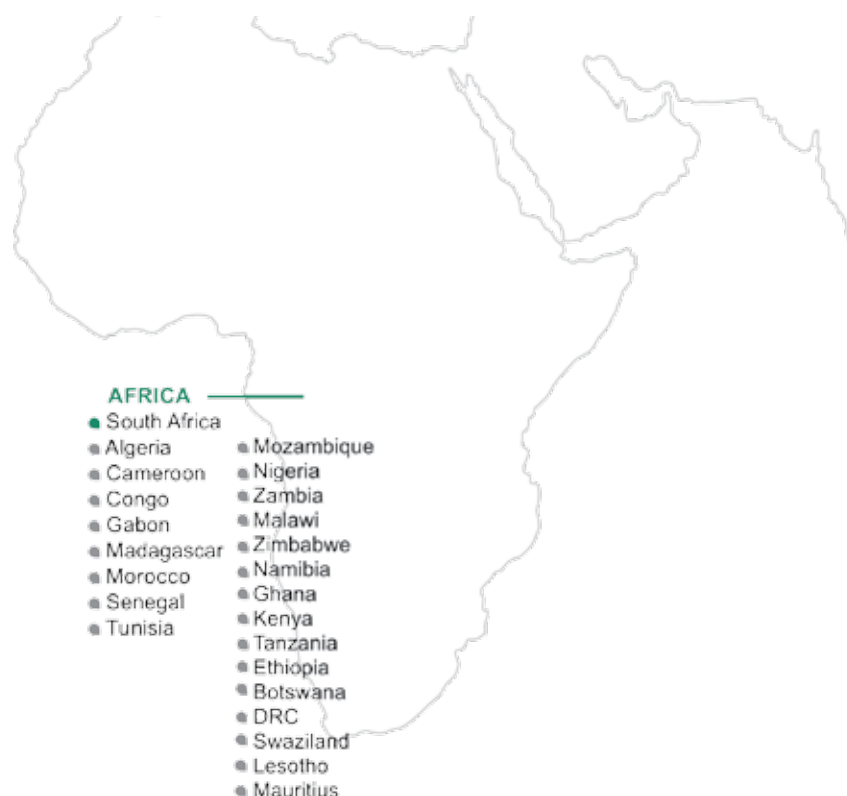 AFRICA
South Africa
Algeria
Cameroon
Congo
Gabon
Madagascar
Morocco
Senegal
Tunisia
Mozambique
Nigeria
Zambia
Malawi
Zimbabwe
Namibia
Ghana
Kenya
Tanzania
Ethiopia
Botswana
DRC
Swaziland
Lesotho
Mauritius